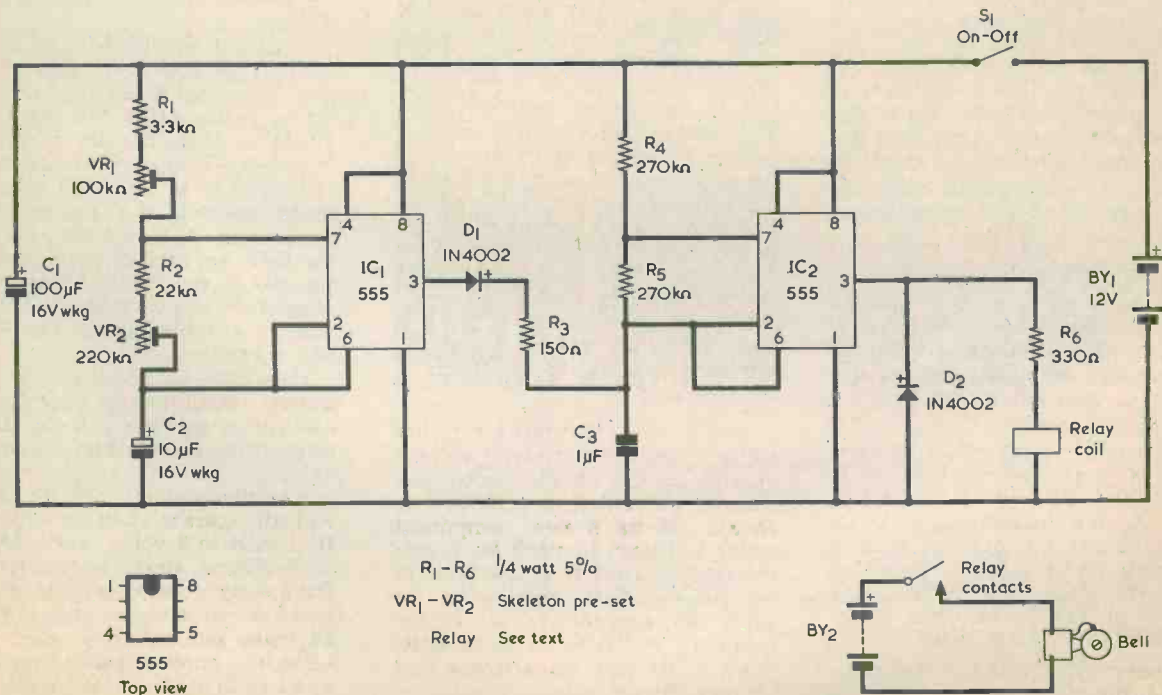 S1
On-Off
R1
3.3kΩ
VR1
100kΩ
C1
100µF
16V wkg
R2
22kΩ
VR2
220kΩ
C2
10µF
16V wkg
4
8
7
IC1
555
3
2
6
1
D1
IN4002
R3
150Ω
R4
270kΩ
R5
270kΩ
C3
1µF
4
8
7
IC2
555
3
2
6
1
D2
IN4002
R6
330Ω
Relay
coil
BY1
12V
1
8
4
5
555
Top view
R1-R6 1/4 watt 5%
VR1-VR2 Skeleton pre-set
Relay See text
Relay
contacts
BY2
Bell